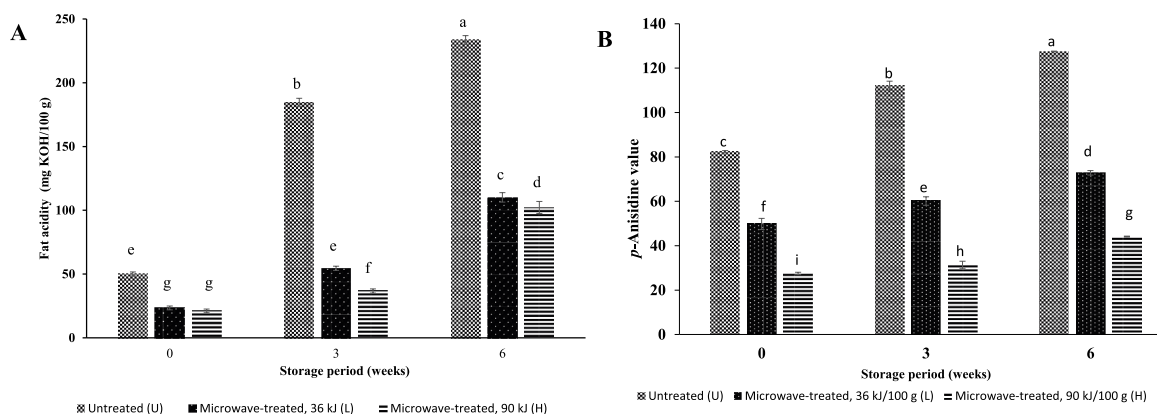 A
Fat acidity (mg KOH/100 g)
250
200
150
100
50
0
e
g
g
b
e
f
a
c
d
0 3 6
Storage period (weeks)
Untreated (U) Microwave-treated, 36 kJ (L) Microwave-treated, 90 kJ (H)
B
p-Anisidine value
140
120
100
80
60
40
20
0
c
f
i
b
e
h
a
d
g
0 3 6
Storage period (weeks)
Untreated (U) Microwave-treated, 36 kJ/100 g (L) Microwave-treated, 90 kJ/100 g (H)